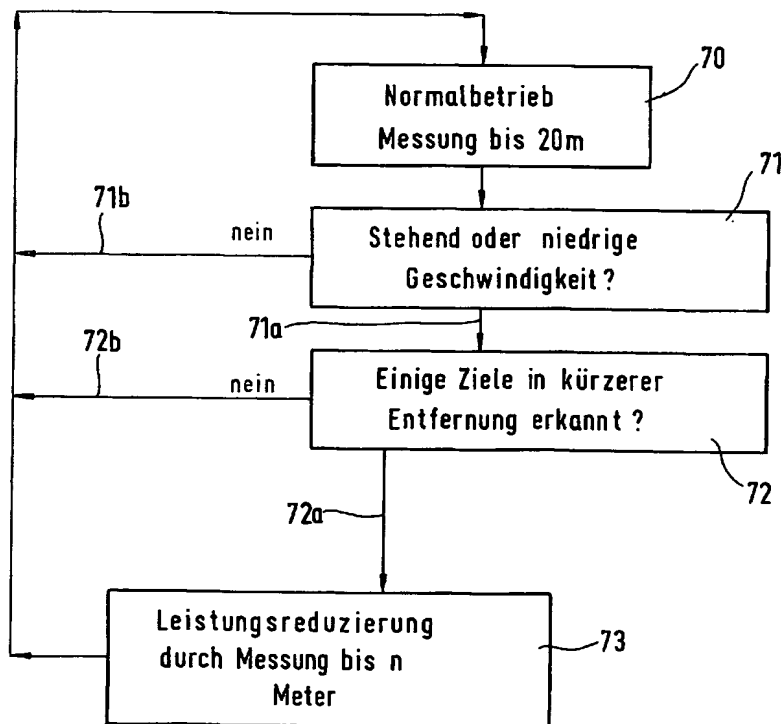 70
Normalbetrieb
Messung bis 20m
71
71b
nein
Stehend oder niedrige
Geschwindigkeit?
71a
72b
nein
Einige Ziele in kürzerer
Entfernung erkannt?
72
72a
Leistungsreduzierung
durch Messung bis n
Meter
73